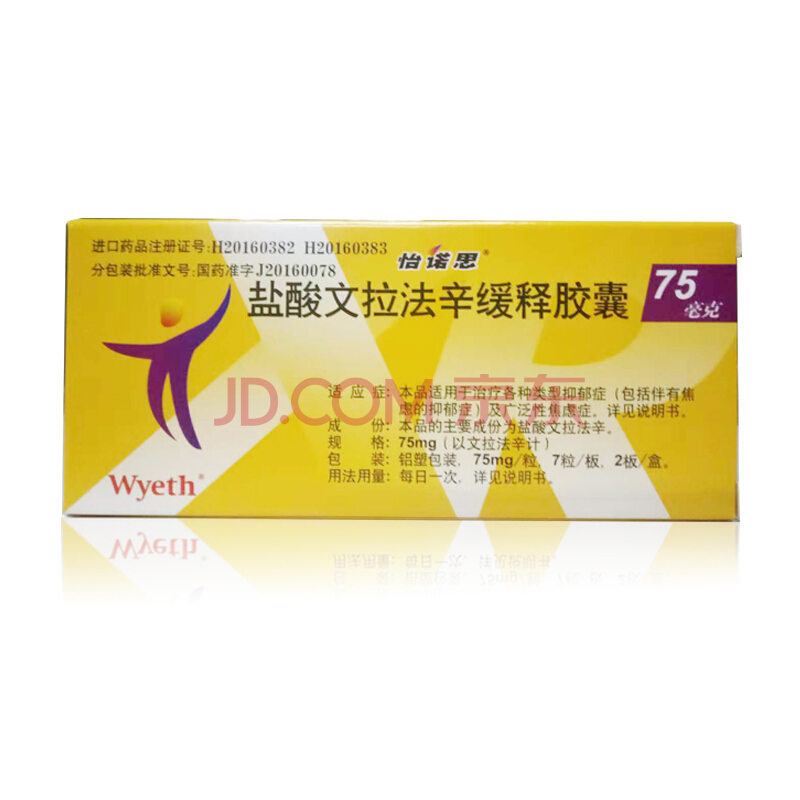 进口药品注册证号:H20160382 H20160383
分包装批准文号:国药准字J20160078
怡诺思®
盐酸文拉法辛缓释胶囊
75
毫克
XR
适应症:本品适用于治疗各种类型抑郁症(包括伴有焦
虑的抑郁症)及广泛性焦虑症。详见说明书。
成份:本品的主要成份为盐酸文拉法辛。
规格:75mg(以文拉法辛计)
包装:铝塑包装,75mg/粒,7粒/板,2板/盒。
用法用量:每日一次,详见说明书。
Wyeth®
JD.COM 京东